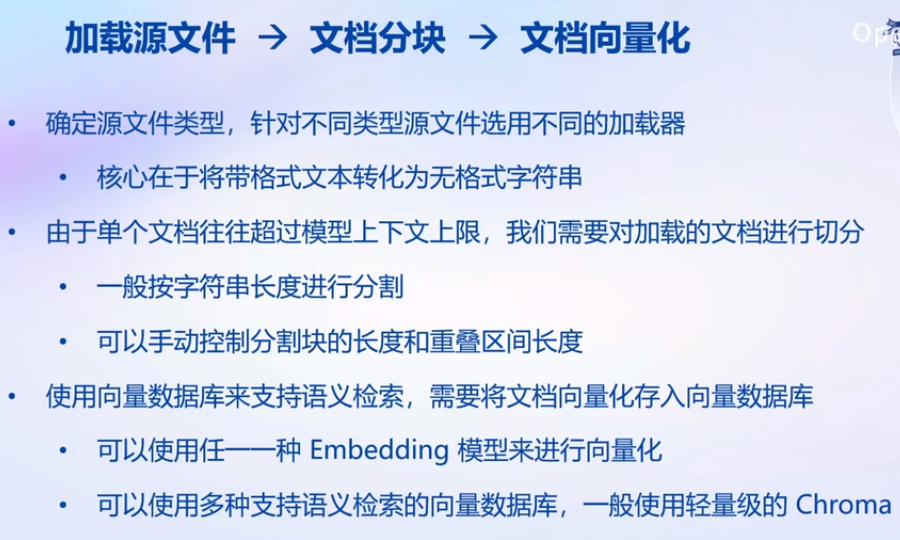 加载源文件 → 文档分块 → 文档向量化
Ope
• 确定源文件类型，针对不同类型源文件选用不同的加载器
• 核心在于将带格式文本转化为无格式字符串
• 由于单个文档往往超过模型上下文上限，我们需要对加载的文档进行切分
• 一般按字符串长度进行分割
• 可以手动控制分割块的长度和重叠区间长度
• 使用向量数据库来支持语义检索，需要将文档向量化存入向量数据库
• 可以使用任一一种 Embedding 模型来进行向量化
• 可以使用多种支持语义检索的向量数据库，一般使用轻量级的 Chroma